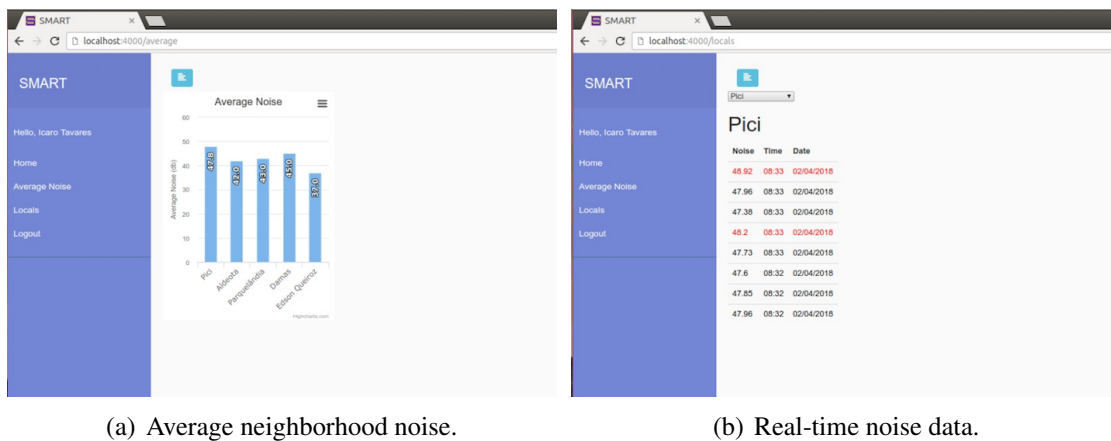 SMART
localhost:4000/average
SMART
Hello, Icaro Tavares
Home
Average Noise
Locals
Logout
Average Noise
Average Noise (db)
60
50
40
30
20
10
0
47.8
42.0
43.0
45.0
37.0
Pici
Aldeota
Parquelândia
Damas
Edson Queiroz
Highcharts.com
(a) Average neighborhood noise.
SMART
localhost:4000/locals
SMART
Hello, Icaro Tavares
Home
Average Noise
Locals
Logout
Pici
Pici
Noise Time Date
48.92 08:33 02/04/2018
47.96 08:33 02/04/2018
47.38 08:33 02/04/2018
48.2 08:33 02/04/2018
47.73 08:33 02/04/2018
47.6 08:32 02/04/2018
47.85 08:32 02/04/2018
47.96 08:32 02/04/2018
(b) Real-time noise data.